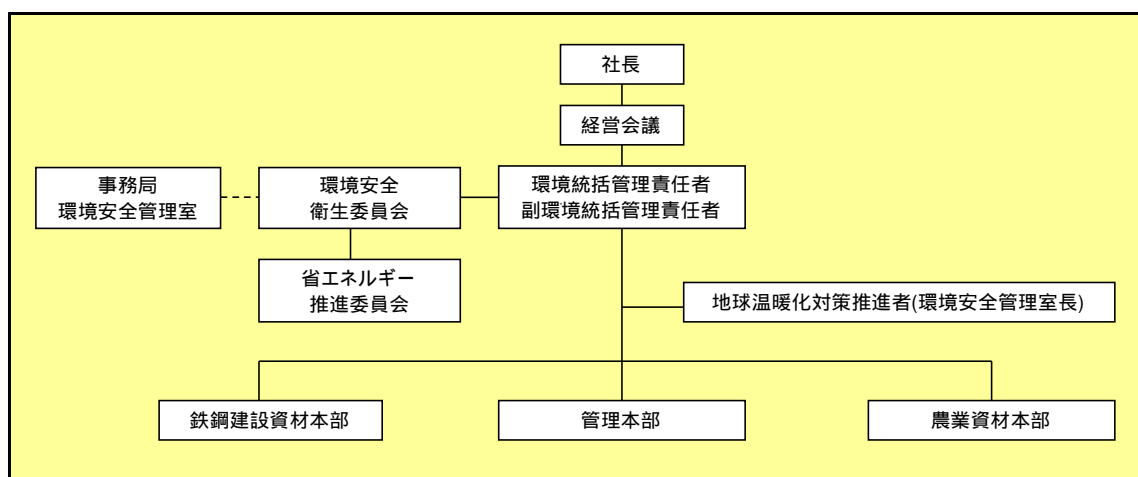 社長
経営会議
事務局
環境安全管理室
環境安全
衛生委員会
環境統括管理責任者
副環境統括管理責任者
省エネルギー
推進委員会
地球温暖化対策推進者(環境安全管理室長)
鉄鋼建設資材本部
管理本部
農業資材本部